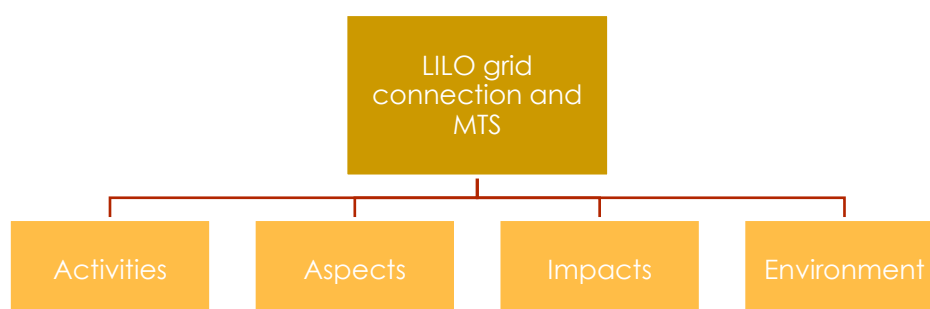 LILO grid
connection and
MTS
Activities
Aspects
Impacts
Environment